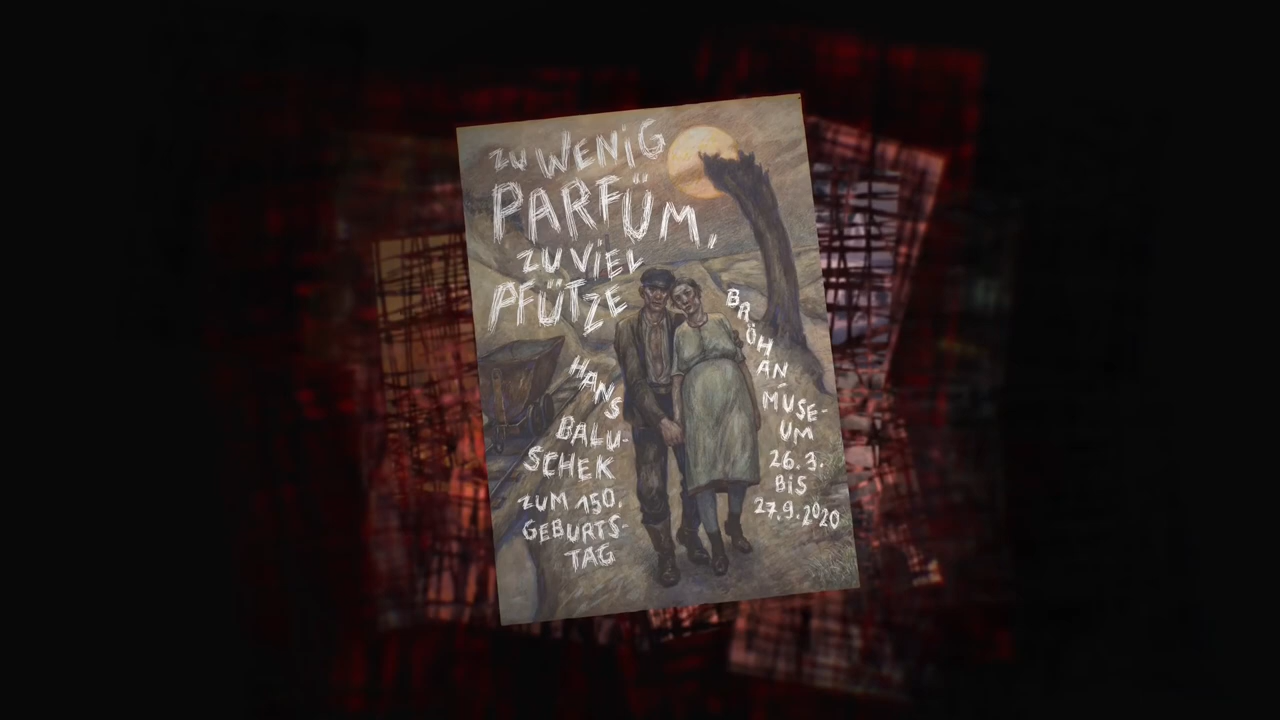 ZU WENIG
PARFÜM,
ZU VIEL
PFÜTZE
HANS
BALU-
SCHEK
ZUM 150.
GEBURTS-
TAG
BRÖHAN-
MUSE-
UM
26.3.
BIS
27.9.2020